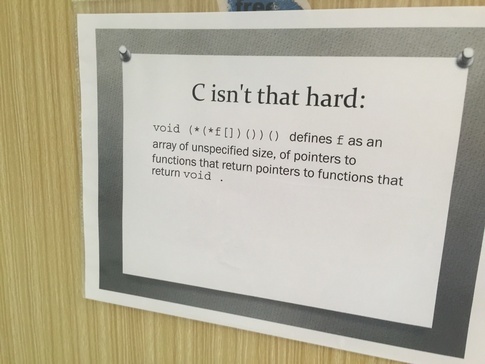 free
C isn't that hard:
void (*(*f[])())() defines f as an
array of unspecified size, of pointers to
functions that return pointers to functions that
return void .